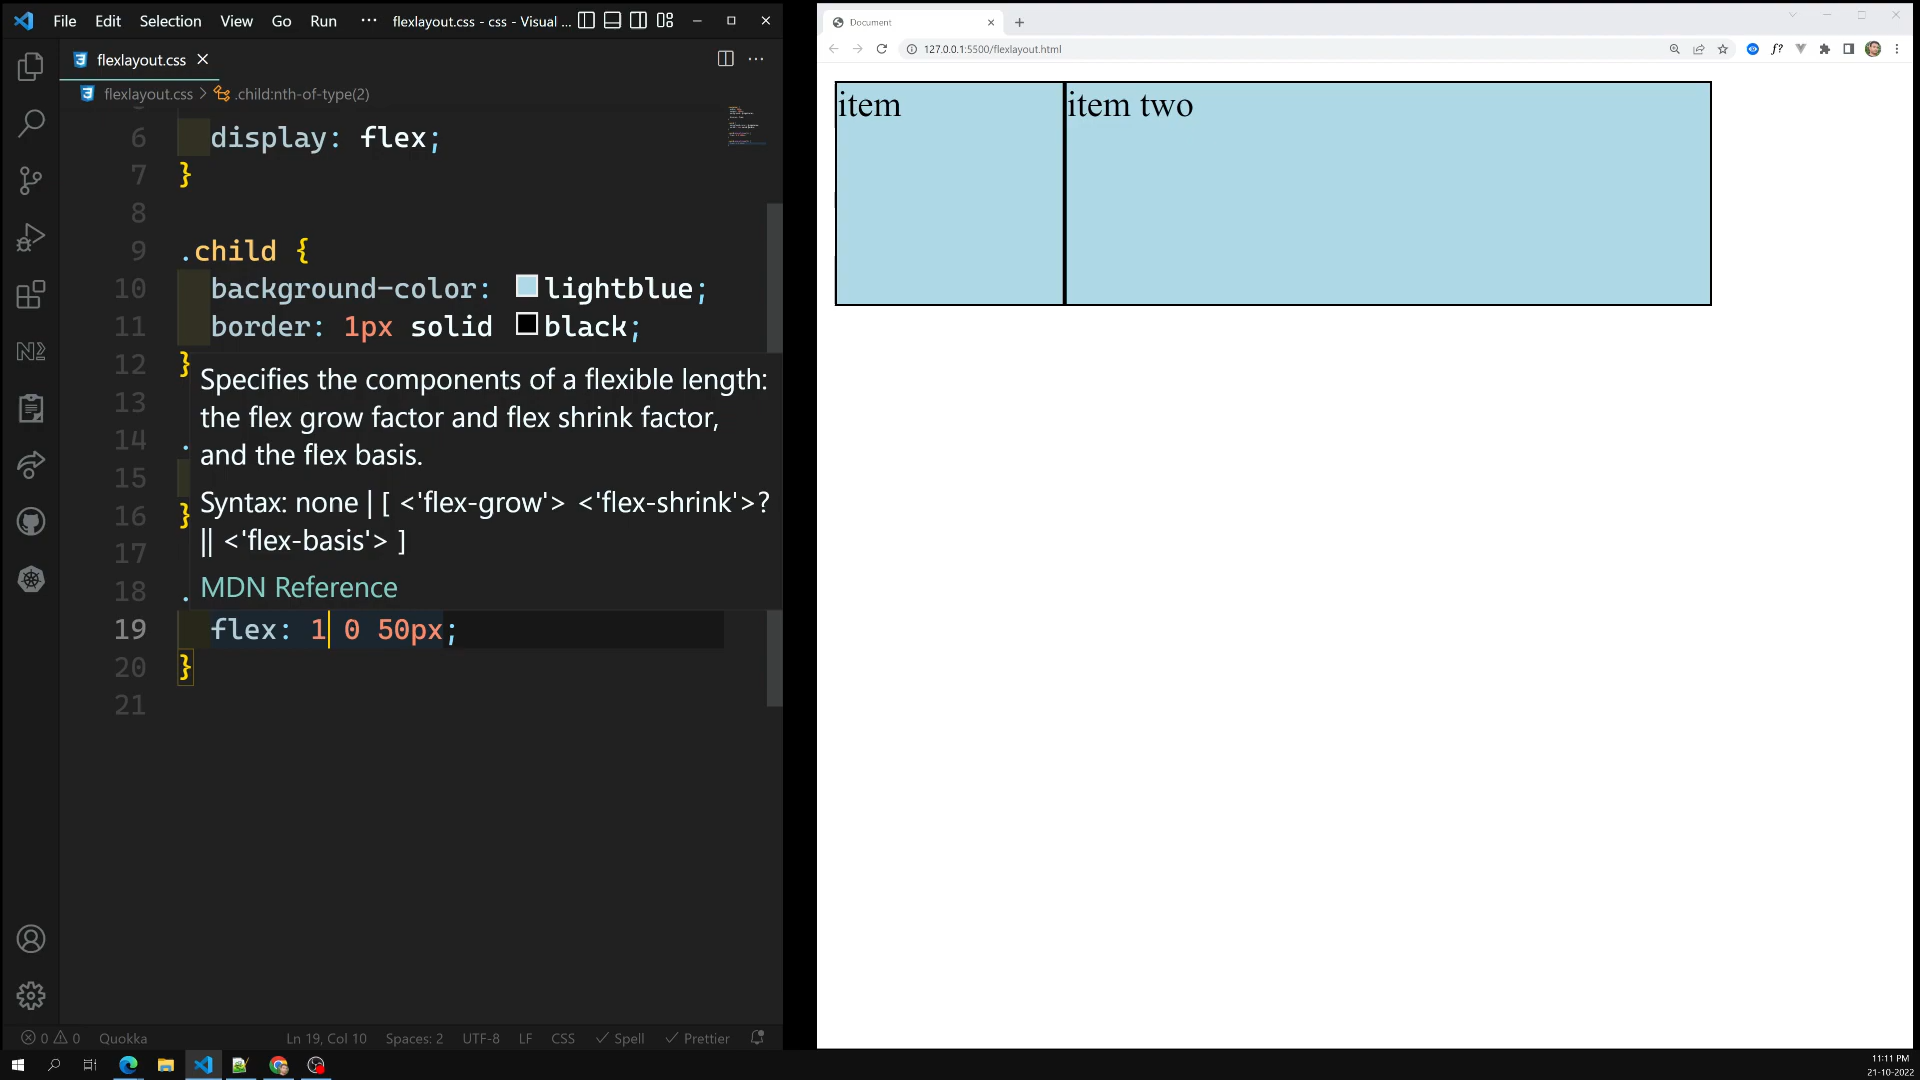 File Edit Selection View Go Run ··· flexlayout.css - css - Visual ...
flexlayout.css
flexlayout.css > .child:nth-of-type(2)
6 display: flex;
7 }
8
9 .child {
10 background-color: lightblue;
11 border: 1px solid black;
12 }
13
14 .
15
16 }
17
18 .
Specifies the components of a flexible length:
the flex grow factor and flex shrink factor,
and the flex basis.
Syntax: none | [ <'flex-grow'> <'flex-shrink'>?
|| <'flex-basis'> ]
MDN Reference
19 flex: 1 0 50px;
20 }
21
0 0 Quokka Ln 19, Col 10 Spaces: 2 UTF-8 LF CSS Spell Prettier
Document
127.0.0.1:5500/flexlayout.html
f?
item
item two
11:11 PM
21-10-2022